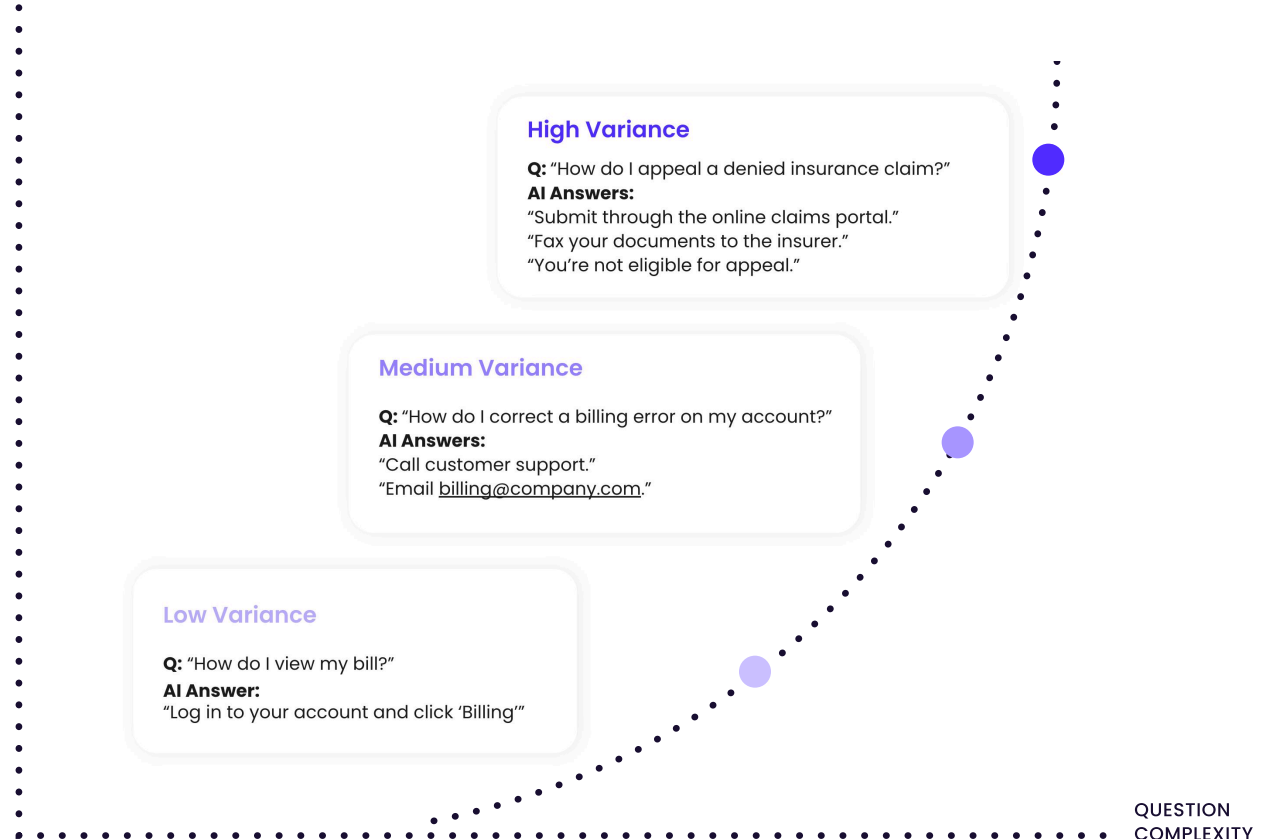 High Variance
Q: “How do I appeal a denied insurance claim?”
AI Answers:
“Submit through the online claims portal.”
“Fax your documents to the insurer.”
“You’re not eligible for appeal.”
Medium Variance
Q: “How do I correct a billing error on my account?”
AI Answers:
“Call customer support.”
“Email billing@company.com.”
Low Variance
Q: “How do I view my bill?”
AI Answer:
“Log in to your account and click ‘Billing’”
QUESTION
COMPLEXITY